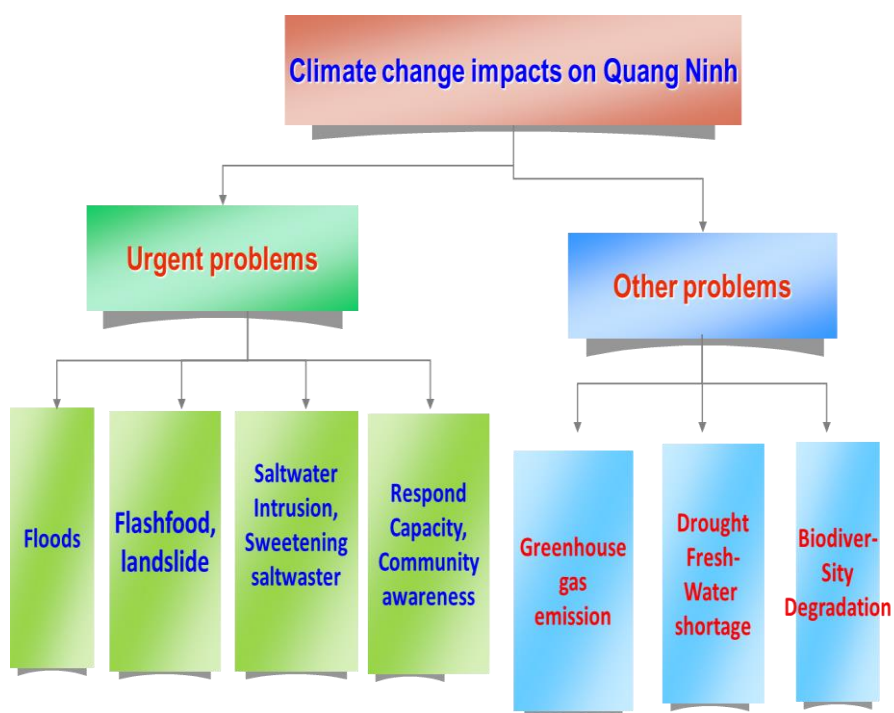 Climate change impacts on Quang Ninh
Urgent problems
Other problems
Floods
Flashfood,
landslide
Saltwater
Intrusion,
Sweetening
saltwaster
Respond
Capacity,
Community
awareness
Greenhouse
gas
emission
Drought
Fresh-
Water
shortage
Biodiver-
Sity
Degradation